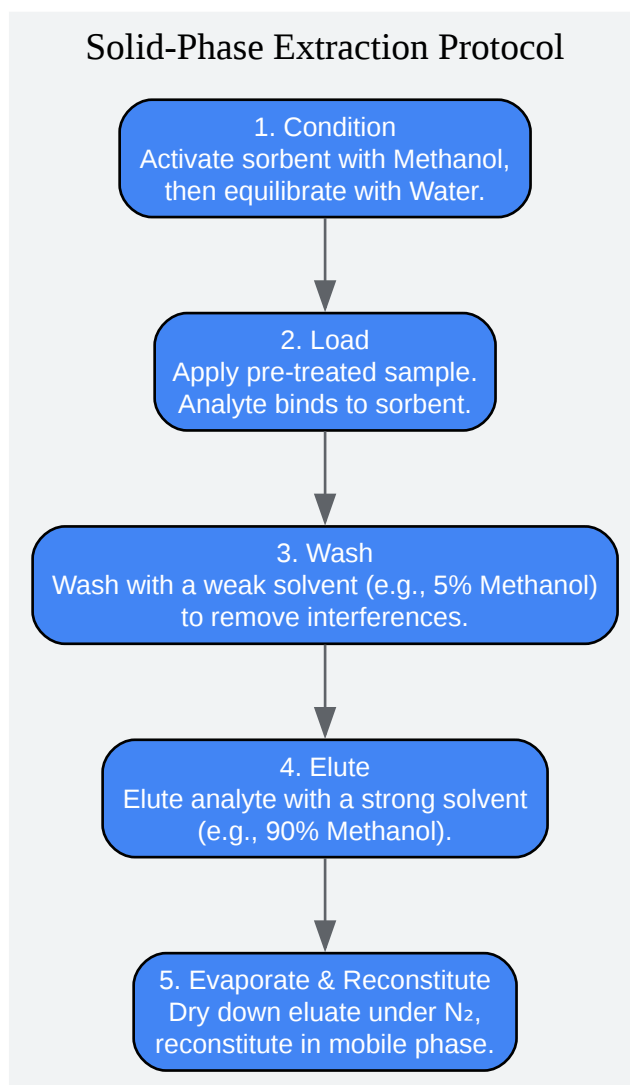 Solid-Phase Extraction Protocol
1. Condition
Activate sorbent with Methanol,
then equilibrate with Water.
2. Load
Apply pre-treated sample.
Analyte binds to sorbent.
3. Wash
Wash with a weak solvent (e.g., 5% Methanol)
to remove interferences.
4. Elute
Elute analyte with a strong solvent
(e.g., 90% Methanol).
5. Evaporate & Reconstitute
Dry down eluate under N₂,
reconstitute in mobile phase.